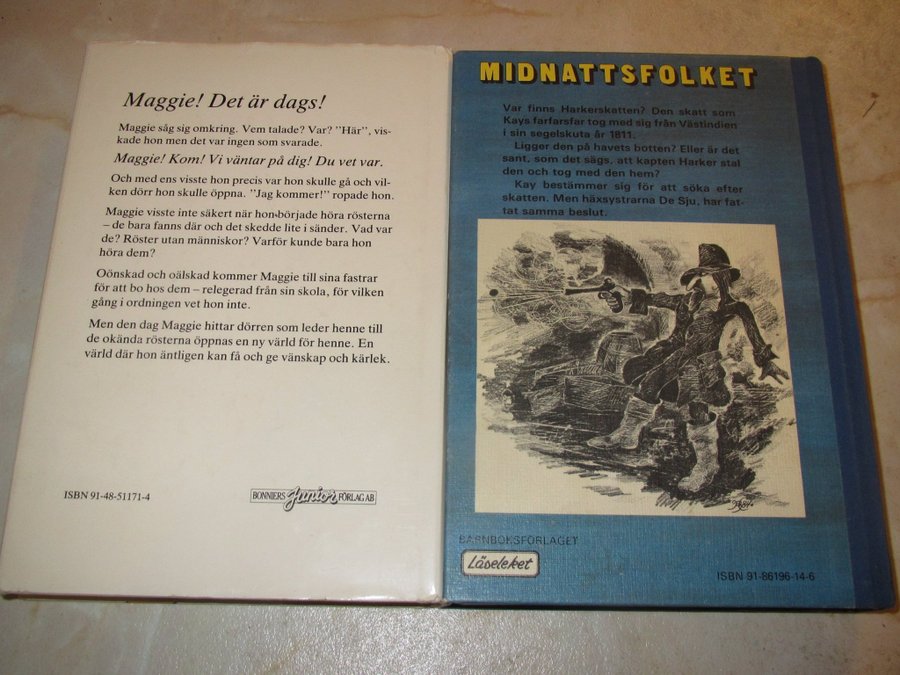 Maggie! Det är dags!
Maggie såg sig omkring. Vem talade? Var? ”Här”, vis-
kade hon men det var ingen som svarade.
Maggie! Kom! Vi väntar på dig! Du vet var.
Och med ens visste hon precis var hon skulle gå och vil-
ken dörr hon skulle öppna. ”Jag kommer!” ropade hon.
Maggie visste inte säkert när hon började höra rösterna
– de bara fanns där och det skedde lite i sänder. Vad var
de? Röster utan människor? Varför kunde bara hon
höra dem?
Oönskad och oälskad kommer Maggie till sina fastrar
för att bo hos dem – relegerad från sin skola, för vilken
gång i ordningen vet hon inte.
Men den dag Maggie hittar dörren som leder henne till
de okända rösterna öppnas en ny värld för henne. En
värld där hon äntligen kan få och ge vänskap och kärlek.
ISBN 91-48-51171-4
BONNIERS Junior FÖRLAG AB
MIDNATTSFOLKET
Var finns Harkerskatten? Den skatt som
Kays farfarsfar tog med sig från Västindien
i sin segelskuta år 1811.
Ligger den på havets botten? Eller är det
sant, som det sägs, att kapten Harker stal
den och tog med den hem?
Kay bestämmer sig för att söka efter
skatten. Men häxsystrarna De Sju, har fat-
tat samma beslut.
BARNBOKSFÖRLAGET
Läseleket
ISBN 91-86196-14-6